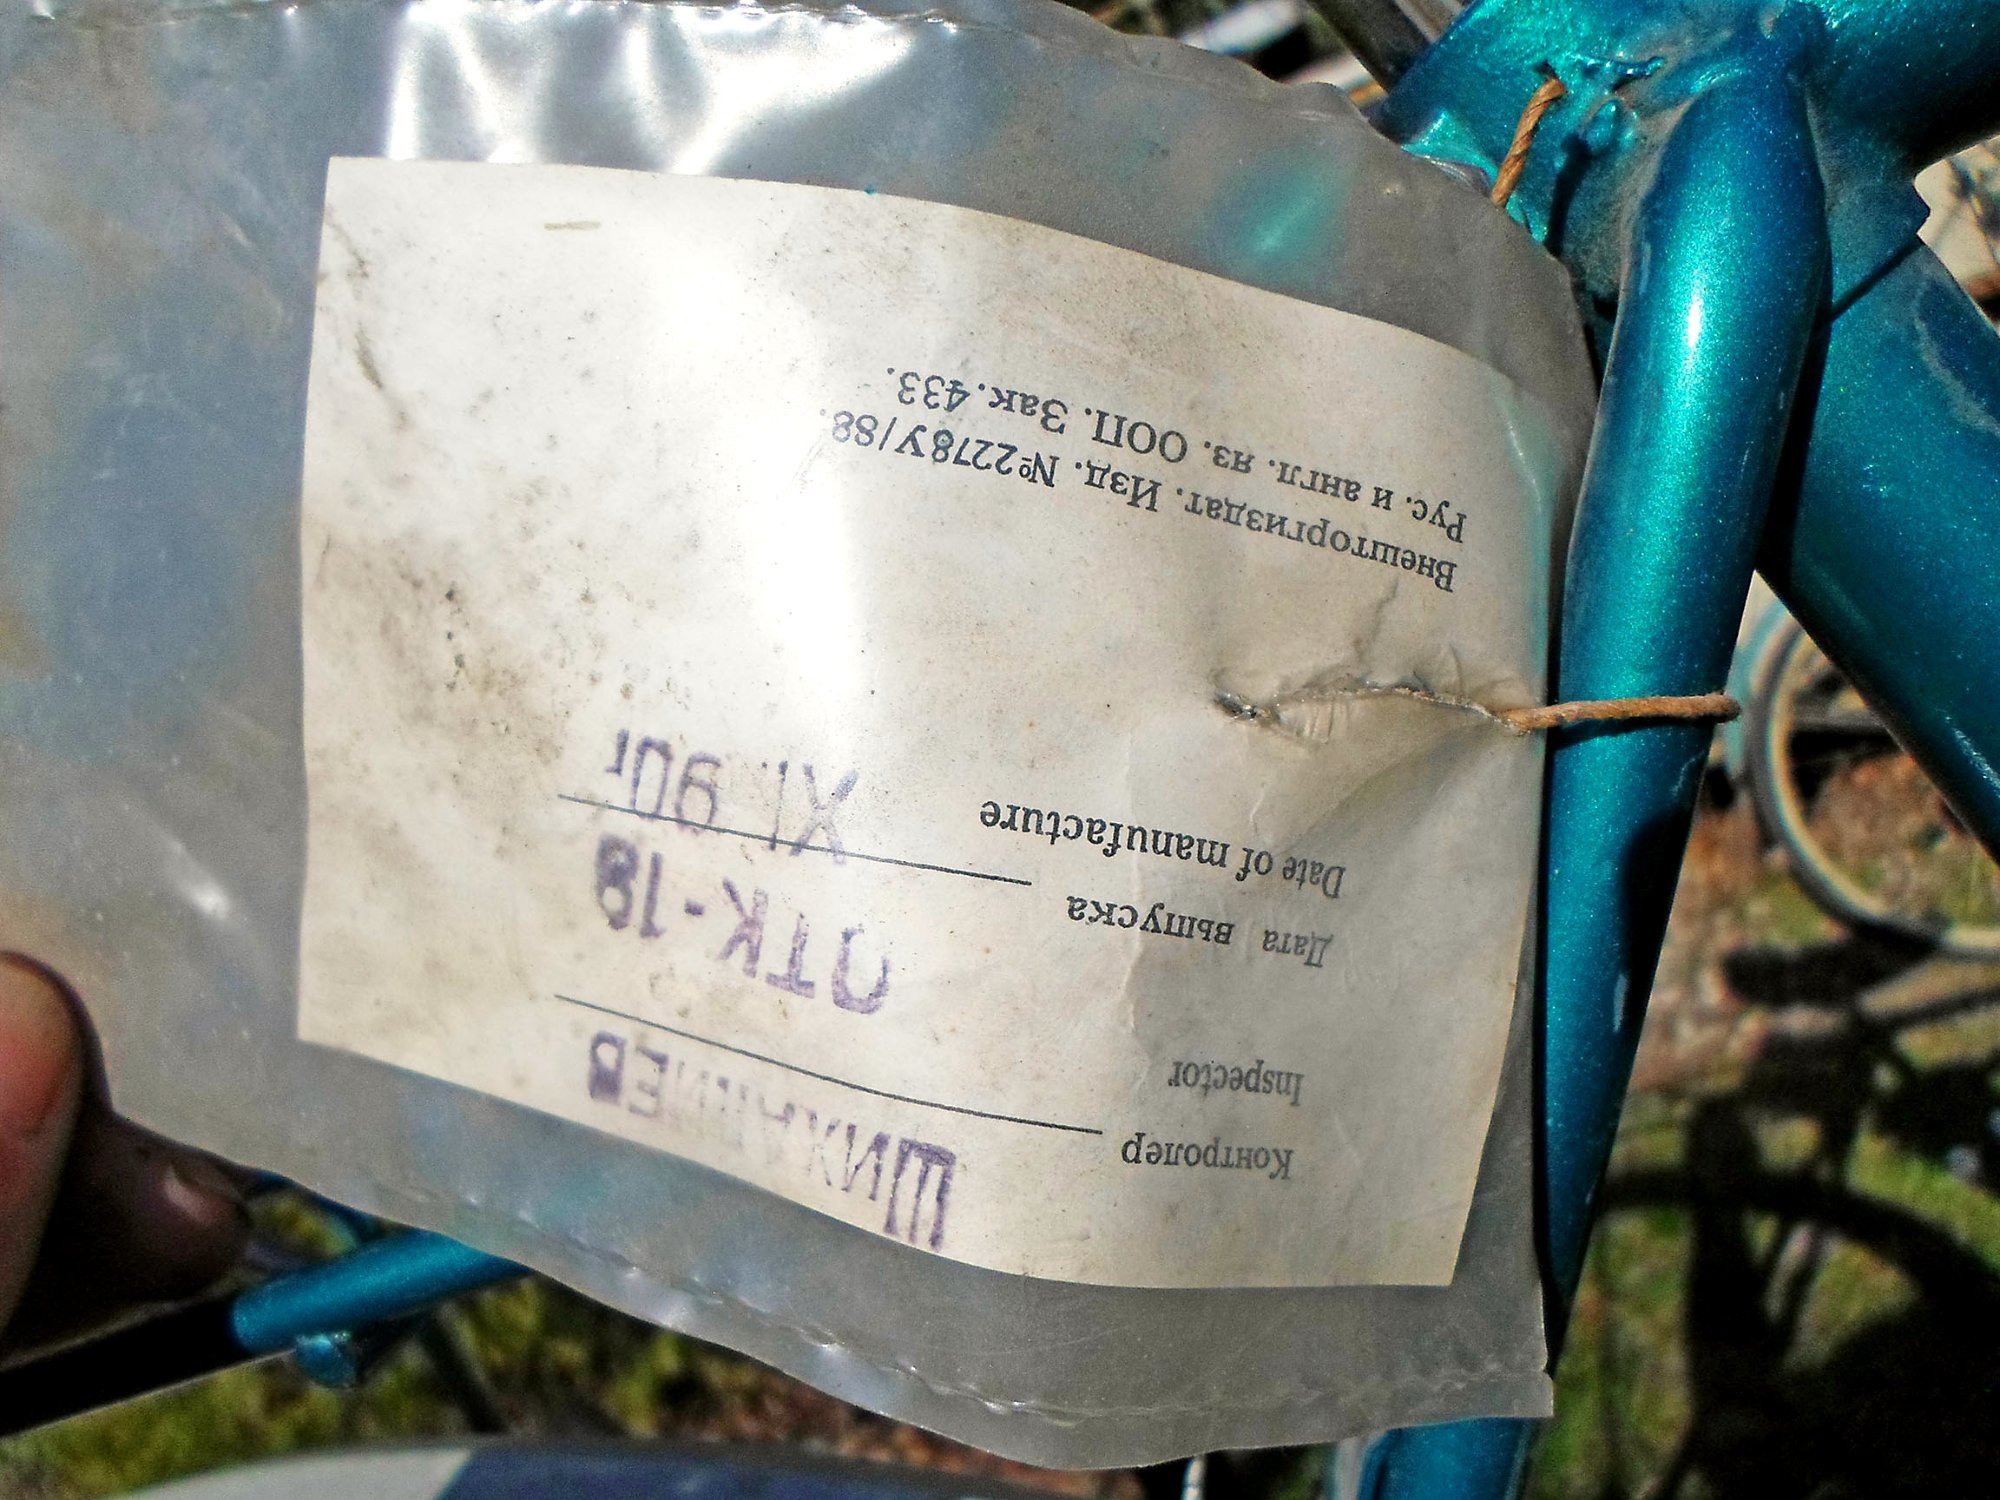 Контролер
Inspector
ОТК-18
Дата выпуска XI 90г
Date of manufacture
Внешторгиздат. Изд. №2278У/88.
Рус. и англ. яз. ООП. Зак. 433.